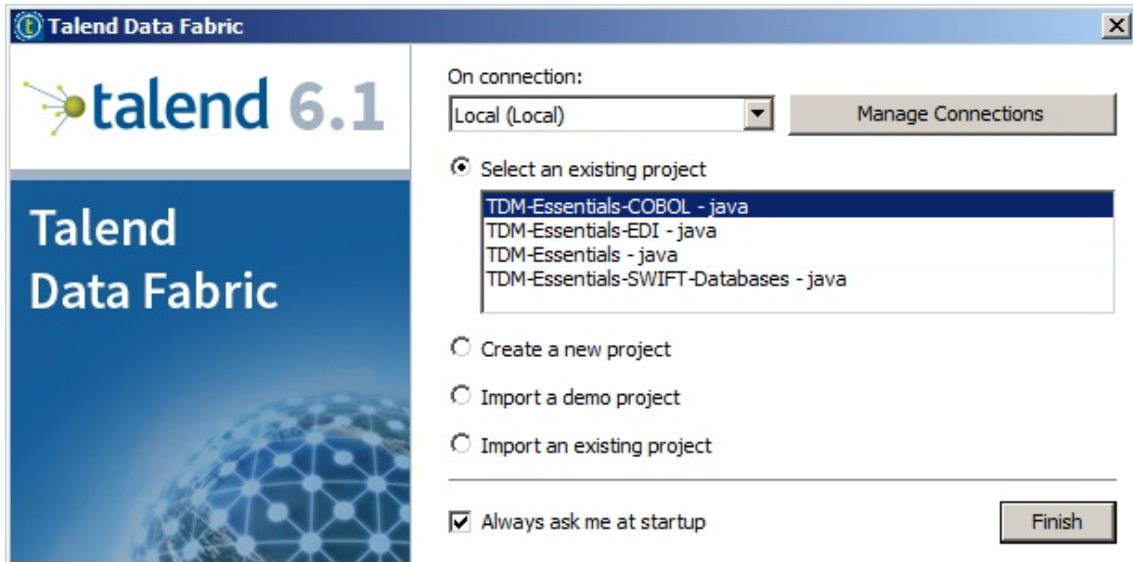 Talend Data Fabric
talend 6.1
Talend
Data Fabric
On connection:
Local (Local)
Manage Connections
Select an existing project
TDM-Essentials-COBOL - java
TDM-Essentials-EDI - java
TDM-Essentials - java
TDM-Essentials-SWIFT-Databases - java
Create a new project
Import a demo project
Import an existing project
Always ask me at startup
Finish